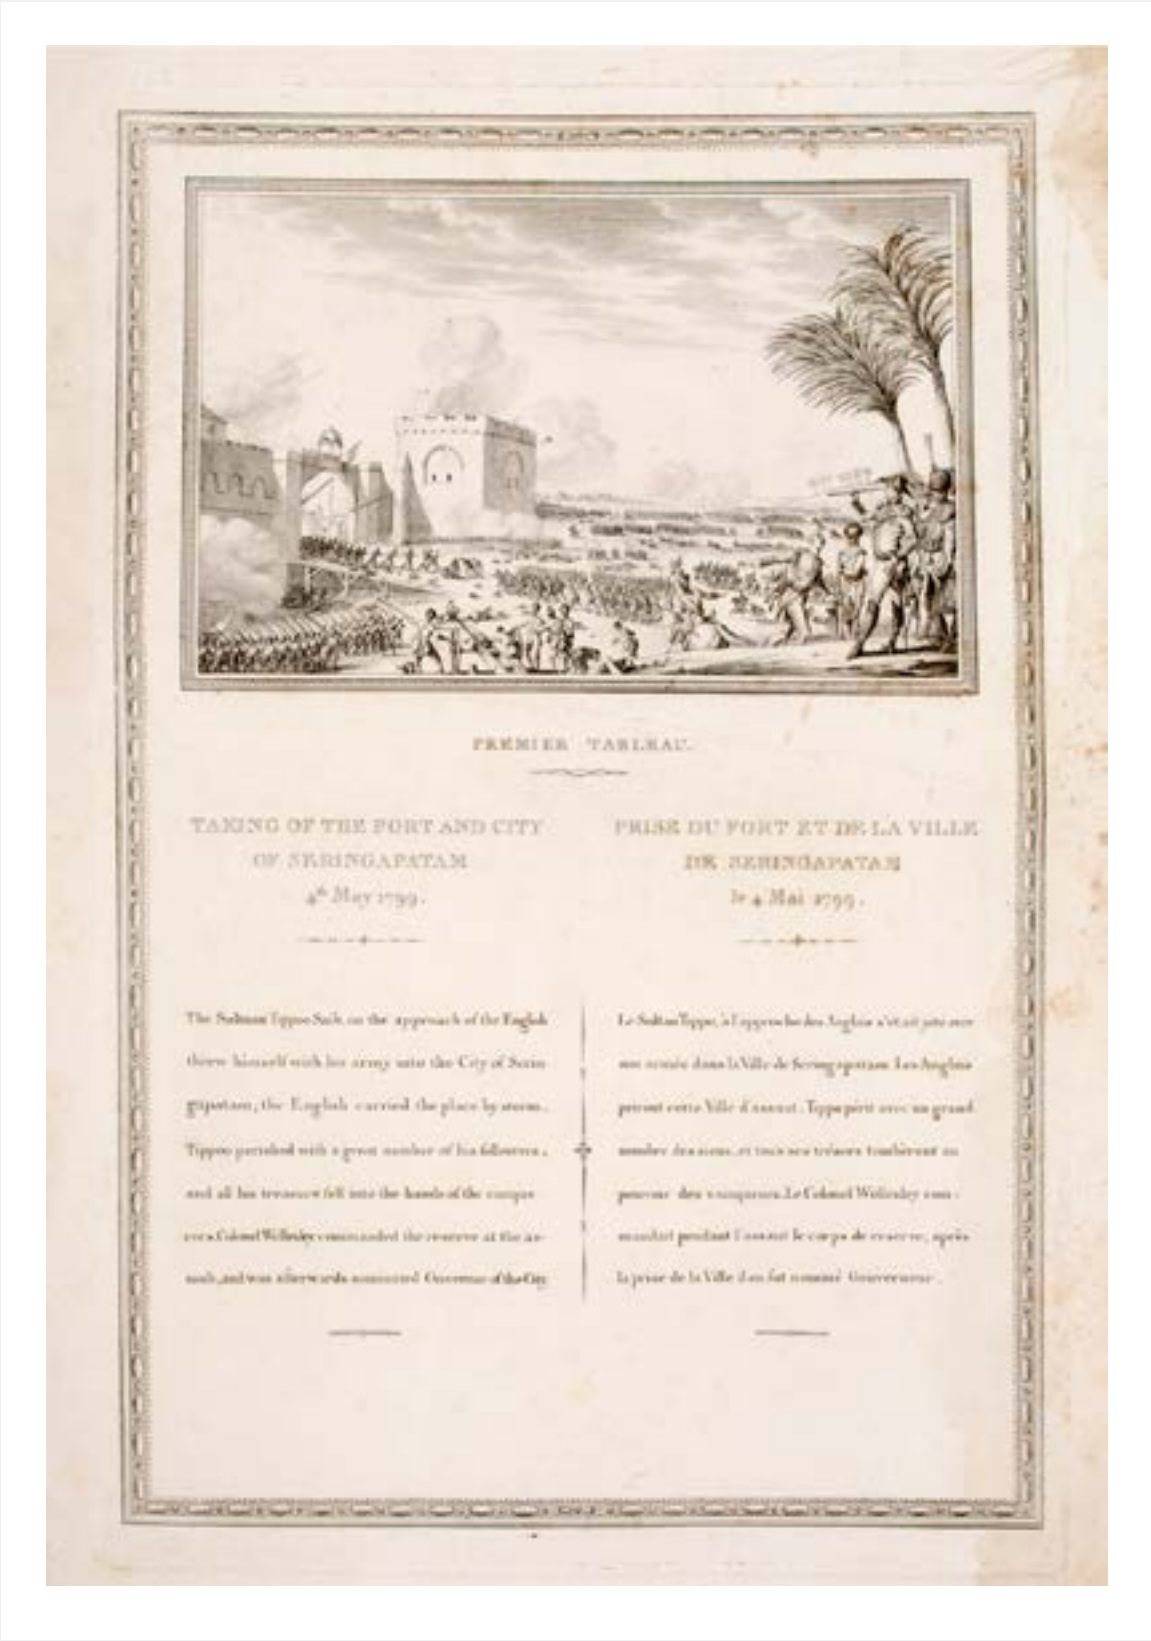 PREMIER TABLEAU.
TAKING OF THE FORT AND CITY
OF SERINGAPATAM
4th May 1799.
The Sultaun Tippoo Saib, on the approach of the English
threw himself with his army into the City of Serin-
gapatam; the English carried the place by storm.
Tippoo perished with a great number of his followers,
and all his treasures fell into the hands of the conque-
rors. Colonel Wellesley commanded the reserve at the as-
sault, and was afterwards nominated Governor of the City
PRISE DU FORT ET DE LA VILLE
DE SERINGAPATAM
le 4 Mai 1799.
Le Sultan Tippo, à l'approche des Anglais s'était jeté avec
son armée dans la Ville de Seringapatam. Les Anglais
prirent cette Ville d'assaut. Tippo périt avec un grand
nombre des siens, et tous ses trésors tombèrent au
pouvoir des vainqueurs. Le Colonel Wellesley com-
mandait pendant l'assaut le corps de reserve, après
la prise de la Ville il en fut nommé Gouverneur.